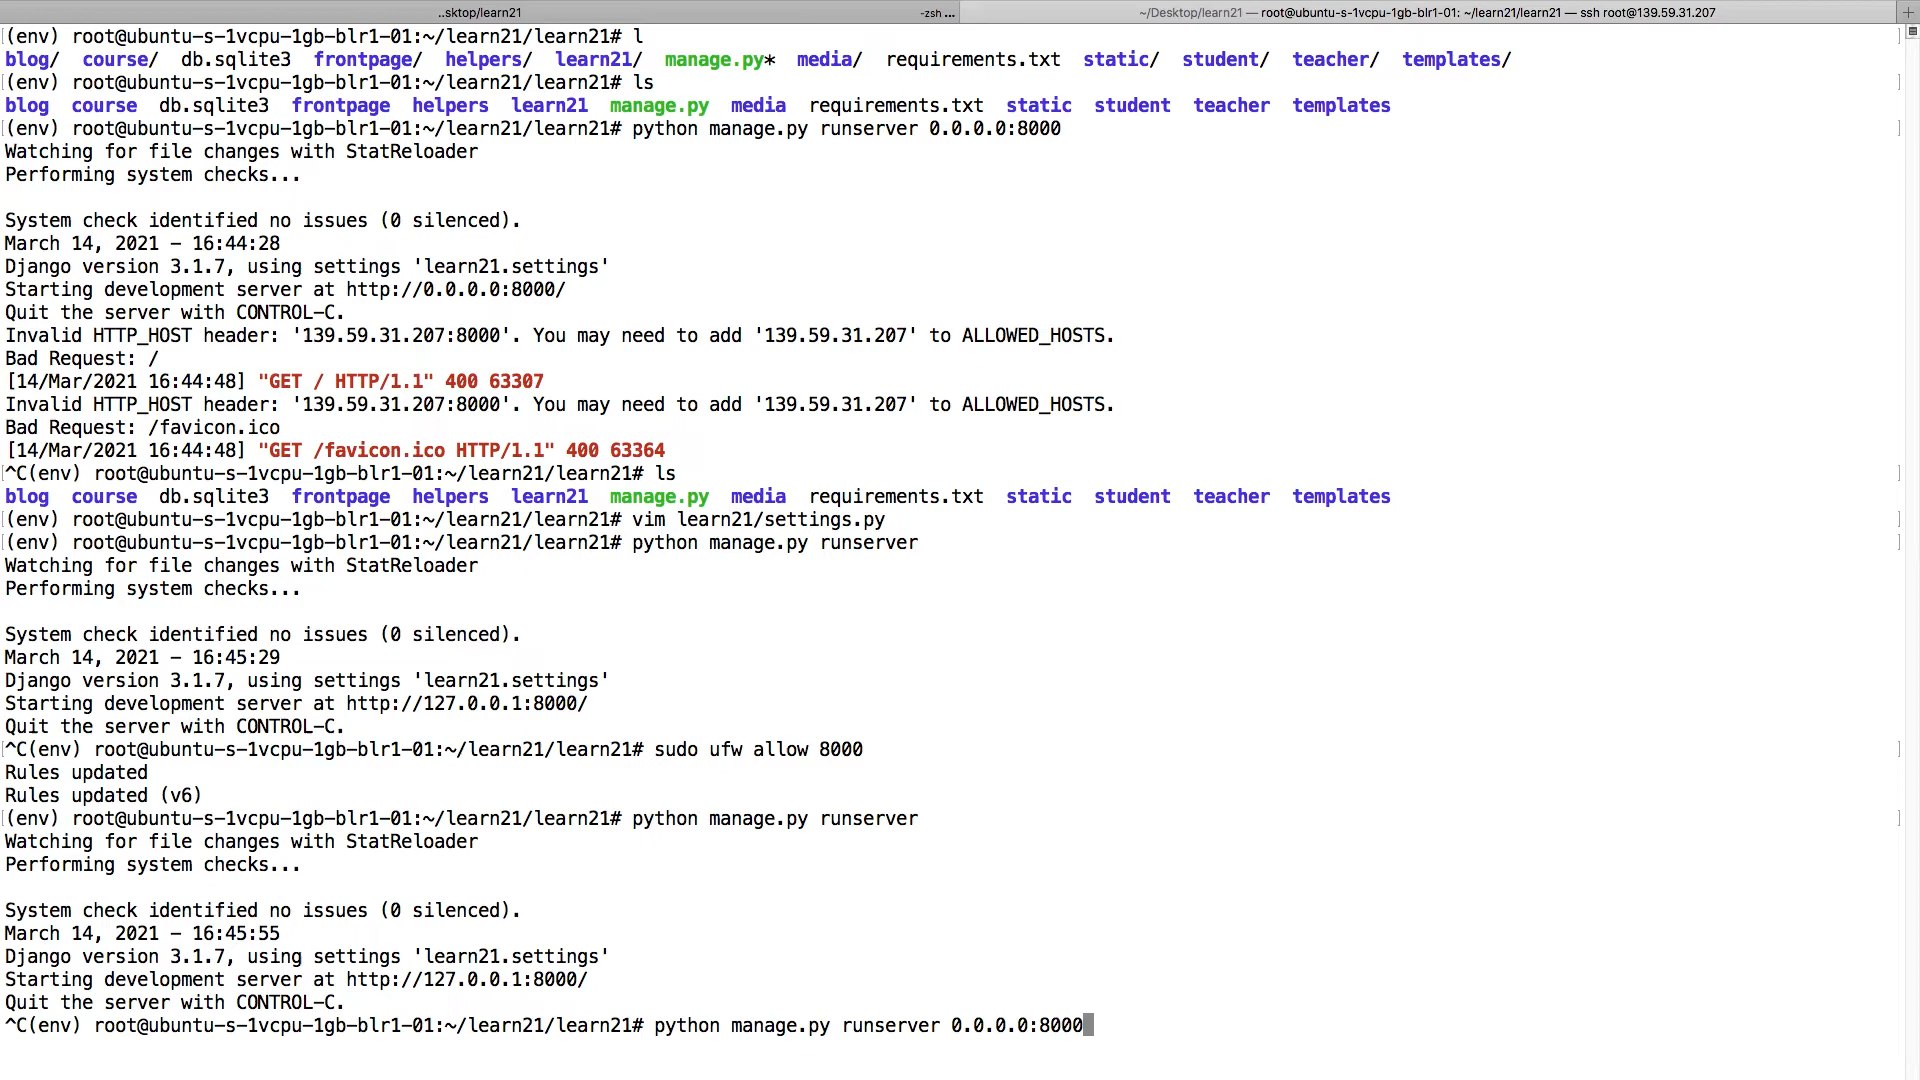 ..sktop/learn21 -zsh ... ~/Desktop/learn21 — root@ubuntu-s-1vcpu-1gb-blr1-01: ~/learn21/learn21 — ssh root@139.59.31.207 +
(env) root@ubuntu-s-1vcpu-1gb-blr1-01:~/learn21/learn21# l
blog/ course/ db.sqlite3 frontpage/ helpers/ learn21/ manage.py* media/ requirements.txt static/ student/ teacher/ templates/
(env) root@ubuntu-s-1vcpu-1gb-blr1-01:~/learn21/learn21# ls
blog course db.sqlite3 frontpage helpers learn21 manage.py media requirements.txt static student teacher templates
(env) root@ubuntu-s-1vcpu-1gb-blr1-01:~/learn21/learn21# python manage.py runserver 0.0.0.0:8000
Watching for file changes with StatReloader
Performing system checks...
System check identified no issues (0 silenced).
March 14, 2021 - 16:44:28
Django version 3.1.7, using settings 'learn21.settings'
Starting development server at http://0.0.0.0:8000/
Quit the server with CONTROL-C.
Invalid HTTP_HOST header: '139.59.31.207:8000'. You may need to add '139.59.31.207' to ALLOWED_HOSTS.
Bad Request: /
[14/Mar/2021 16:44:48] "GET / HTTP/1.1" 400 63307
Invalid HTTP_HOST header: '139.59.31.207:8000'. You may need to add '139.59.31.207' to ALLOWED_HOSTS.
Bad Request: /favicon.ico
[14/Mar/2021 16:44:48] "GET /favicon.ico HTTP/1.1" 400 63364
^C(env) root@ubuntu-s-1vcpu-1gb-blr1-01:~/learn21/learn21# ls
blog course db.sqlite3 frontpage helpers learn21 manage.py media requirements.txt static student teacher templates
(env) root@ubuntu-s-1vcpu-1gb-blr1-01:~/learn21/learn21# vim learn21/settings.py
(env) root@ubuntu-s-1vcpu-1gb-blr1-01:~/learn21/learn21# python manage.py runserver
Watching for file changes with StatReloader
Performing system checks...
System check identified no issues (0 silenced).
March 14, 2021 - 16:45:29
Django version 3.1.7, using settings 'learn21.settings'
Starting development server at http://127.0.0.1:8000/
Quit the server with CONTROL-C.
^C(env) root@ubuntu-s-1vcpu-1gb-blr1-01:~/learn21/learn21# sudo ufw allow 8000
Rules updated
Rules updated (v6)
(env) root@ubuntu-s-1vcpu-1gb-blr1-01:~/learn21/learn21# python manage.py runserver
Watching for file changes with StatReloader
Performing system checks...
System check identified no issues (0 silenced).
March 14, 2021 - 16:45:55
Django version 3.1.7, using settings 'learn21.settings'
Starting development server at http://127.0.0.1:8000/
Quit the server with CONTROL-C.
^C(env) root@ubuntu-s-1vcpu-1gb-blr1-01:~/learn21/learn21# python manage.py runserver 0.0.0.0:8000